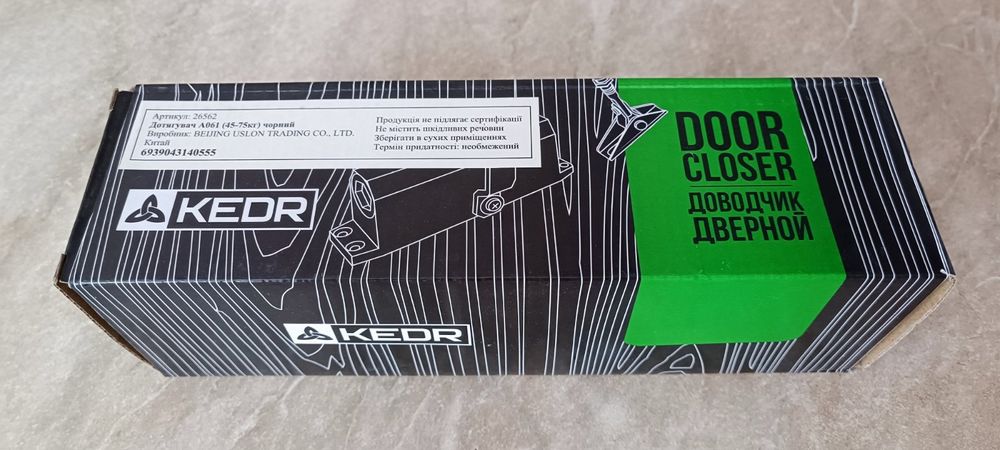 Артикул: 26562
Дотягувач A061 (45-75кг) чорний
Виробник: BEIJING USLON TRADING CO., LTD.
Китай
6939043140555
Продукція не підлягає сертифікації
Не містить шкідливих речовин
Зберігати в сухих приміщеннях
Термін придатності: необмежений
KEDR
DOOR
CLOSER
ДОВОДЧИК
ДВЕРНОЙ
KEDR